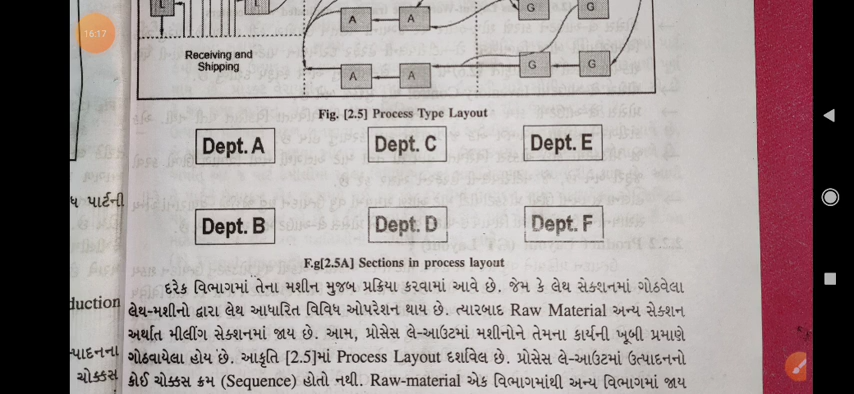 16:17
L
L
A
A
G
G
Receiving and
Shipping
A
A
G
G
Fig. [2.5] Process Type Layout
Dept. A
Dept. C
Dept. E
Dept. B
Dept. D
Dept. F
F.g[2.5A] Sections in process layout
દરેક વિભાગમાં તેના મશીન મુજબ પ્રક્રિયા કરવામાં આવે છે. જેમ કે લેથ સેક્શનમાં ગોઠવેલા
લેથ-મશીનો દ્વારા લેથ આધારિત વિવિધ ઓપરેશન થાય છે. ત્યારબાદ Raw Material અન્ય સેક્શન
અર્થાત મીલીંગ સેક્શનમાં જાય છે. આમ, પ્રોસેસ લે-આઉટમાં મશીનોને તેમના કાર્યની ખૂબી પ્રમાણે
ગોઠવાયેલા હોય છે. આકૃતિ [2.5]માં Process Layout દર્શાવેલ છે. પ્રોસેસ લે-આઉટમાં ઉત્પાદનનો
કોઈ ચોક્કસ ક્રમ (Sequence) હોતો નથી. Raw-material એક વિભાગમાંથી અન્ય વિભાગમાં જાય
પાર્ટની
duction
ચોક્કસ